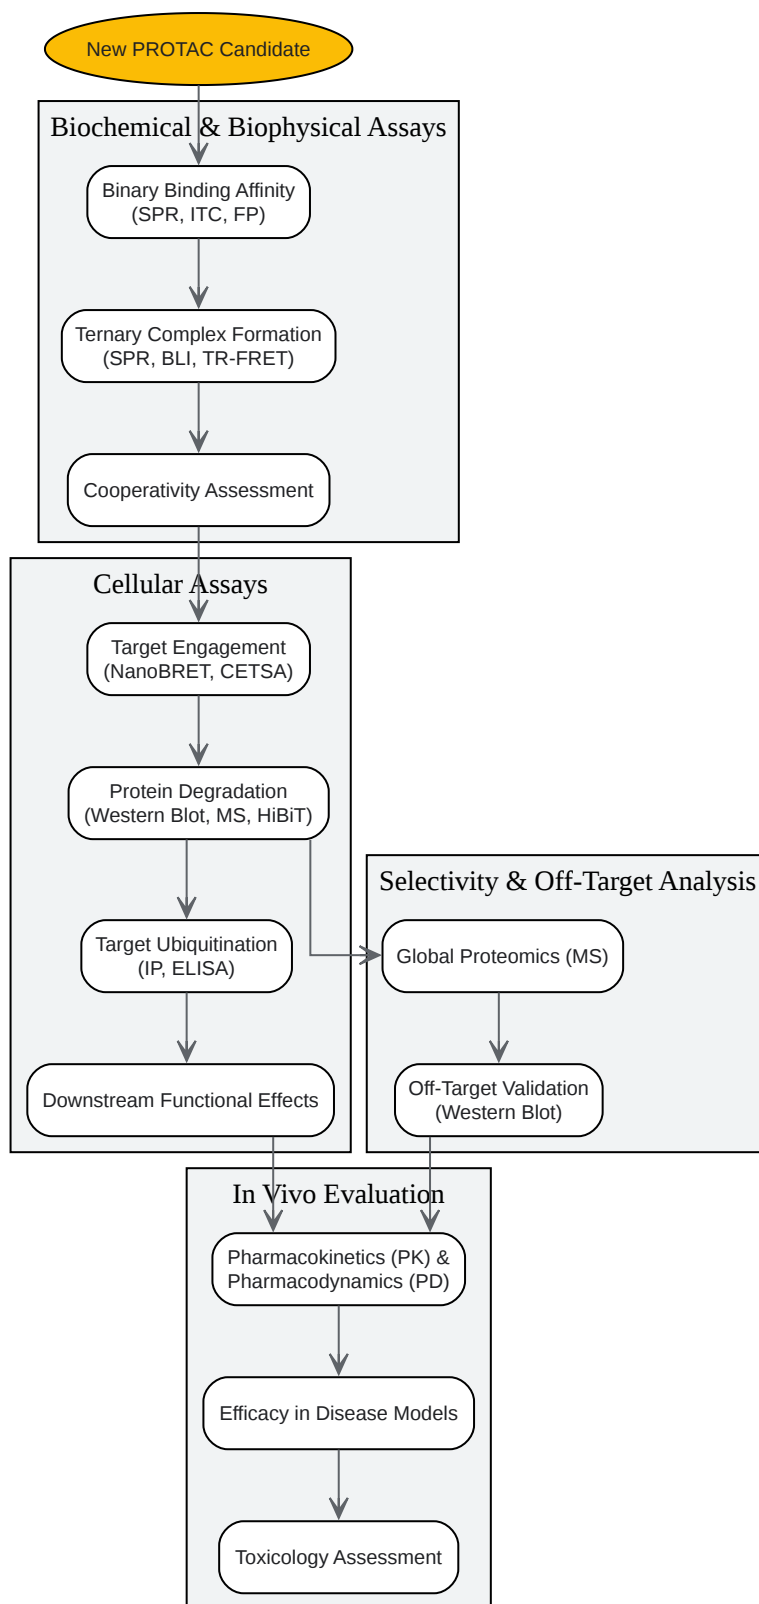 New PROTAC Candidate
Biochemical & Biophysical Assays
Binary Binding Affinity
(SPR, ITC, FP)
Ternary Complex Formation
(SPR, BLI, TR-FRET)
Cooperativity Assessment
Cellular Assays
Target Engagement
(NanoBRET, CETSA)
Protein Degradation
(Western Blot, MS, HiBiT)
Target Ubiquitination
(IP, ELISA)
Downstream Functional Effects
Selectivity & Off-Target Analysis
Global Proteomics (MS)
Off-Target Validation
(Western Blot)
In Vivo Evaluation
Pharmacokinetics (PK) &
Pharmacodynamics (PD)
Efficacy in Disease Models
Toxicology Assessment